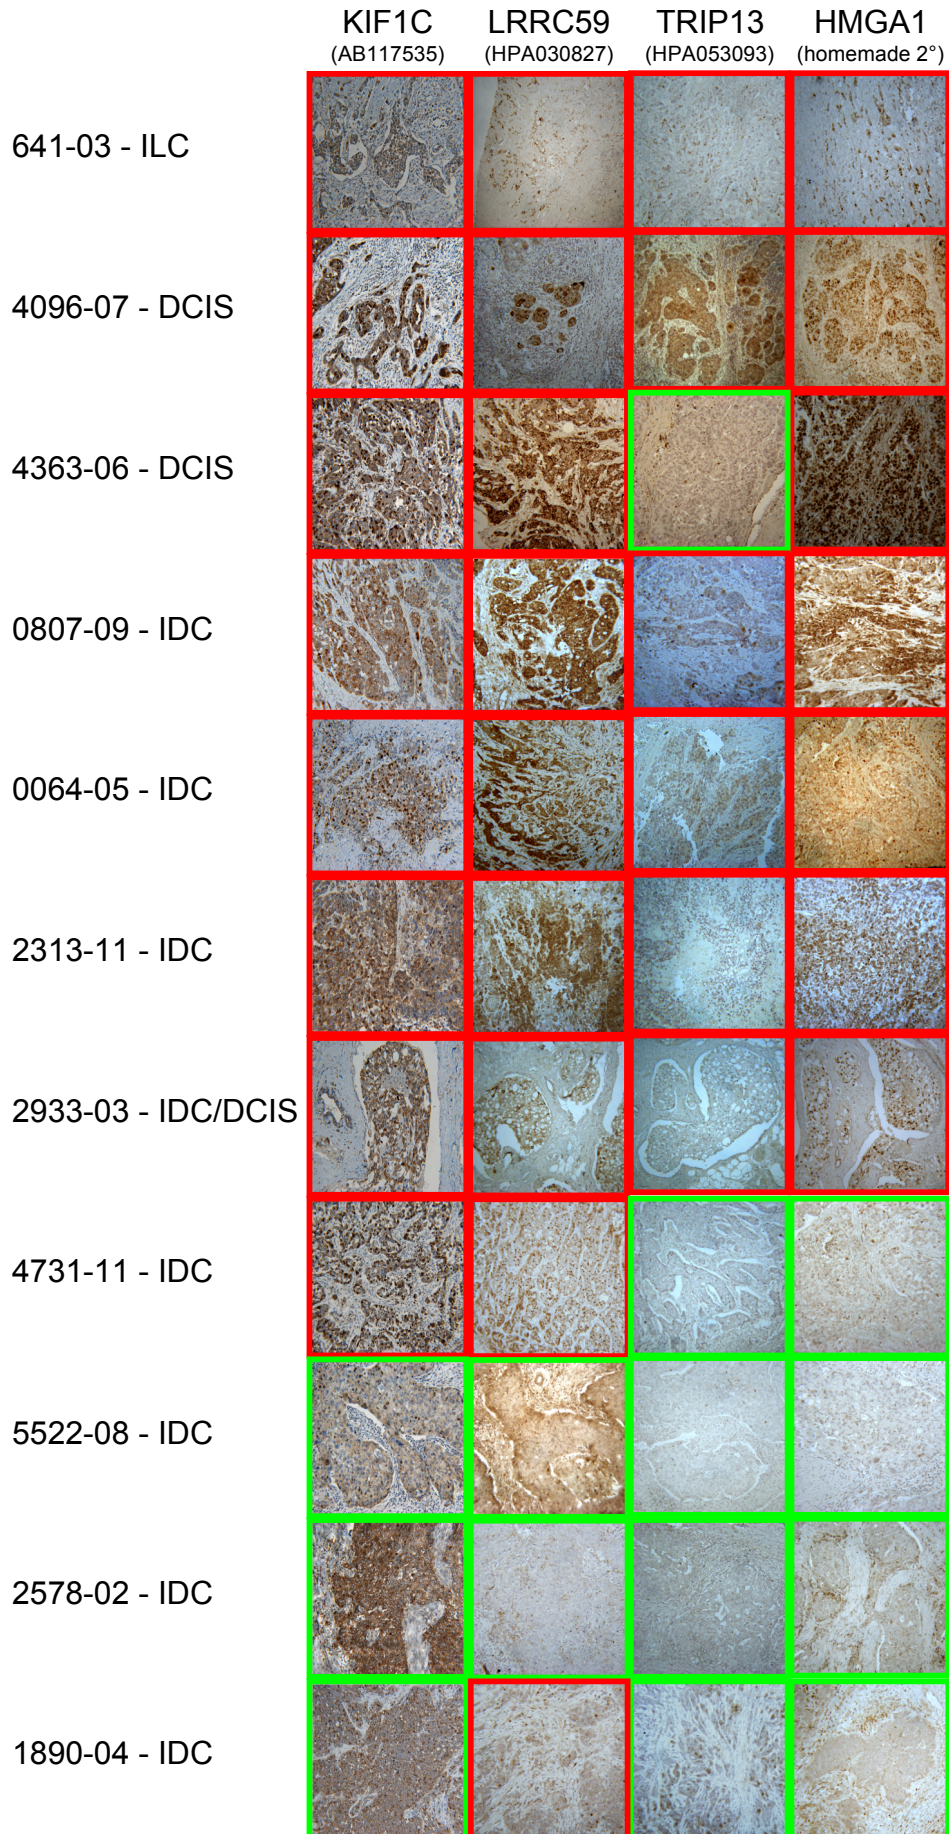 KIF1C LRRC59 TRIP13 HMGA1
(AB117535) (HPA030827) (HPA053093) (homemade 2°)
641-03 - ILC
4096-07 - DCIS
4363-06 - DCIS
0807-09 - IDC
0064-05 - IDC
2313-11 - IDC
2933-03 - IDC/DCIS
4731-11 - IDC
5522-08 - IDC
2578-02 - IDC
1890-04 - IDC